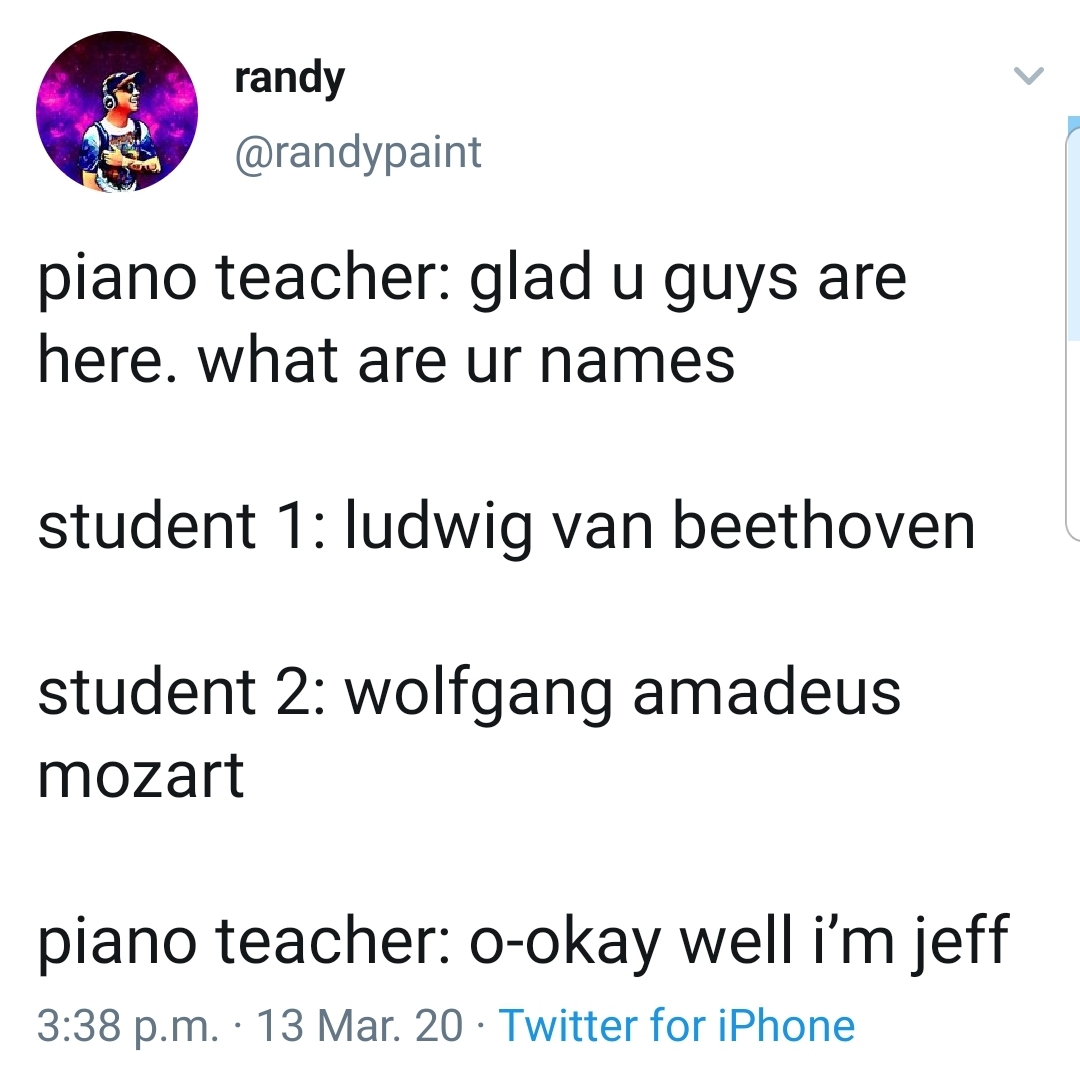 randy
@randypaint
piano teacher: glad u guys are
here. what are ur names
student 1: ludwig van beethoven
student 2: wolfgang amadeus
mozart
piano teacher: o-okay well i’m jeff
3:38 p.m. · 13 Mar. 20 · Twitter for iPhone